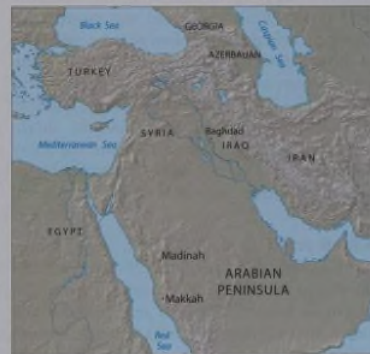 Black Sea
GEORGIA
Caspian Sea
AZERBAIJAN
TURKEY
SYRIA
Baghdad
IRAQ
IRAN
Mediterranean Sea
EGYPT
Madinah
ARABIAN
PENINSULA
Makkah
Red
Sea